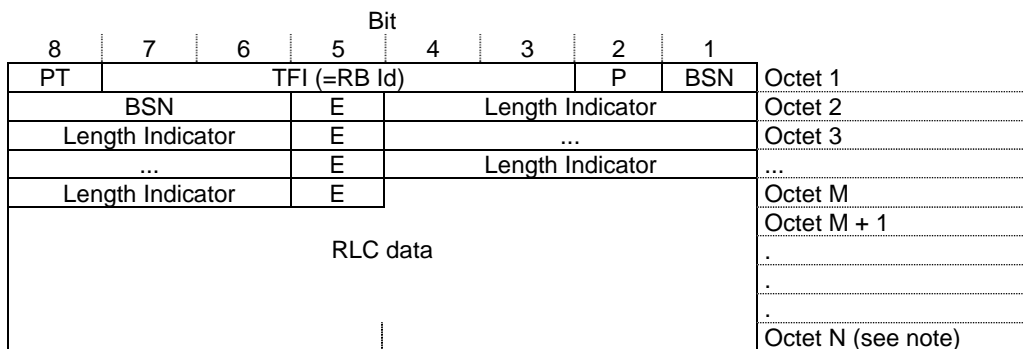 Bit
8 7 6 5 4 3 2 1
PT TFI (=RB Id) P BSN Octet 1
BSN E Length Indicator Octet 2
Length Indicator E ... Octet 3
... E Length Indicator ...
Length Indicator E Octet M
Octet M + 1
RLC data .
.
.
Octet N (see note)